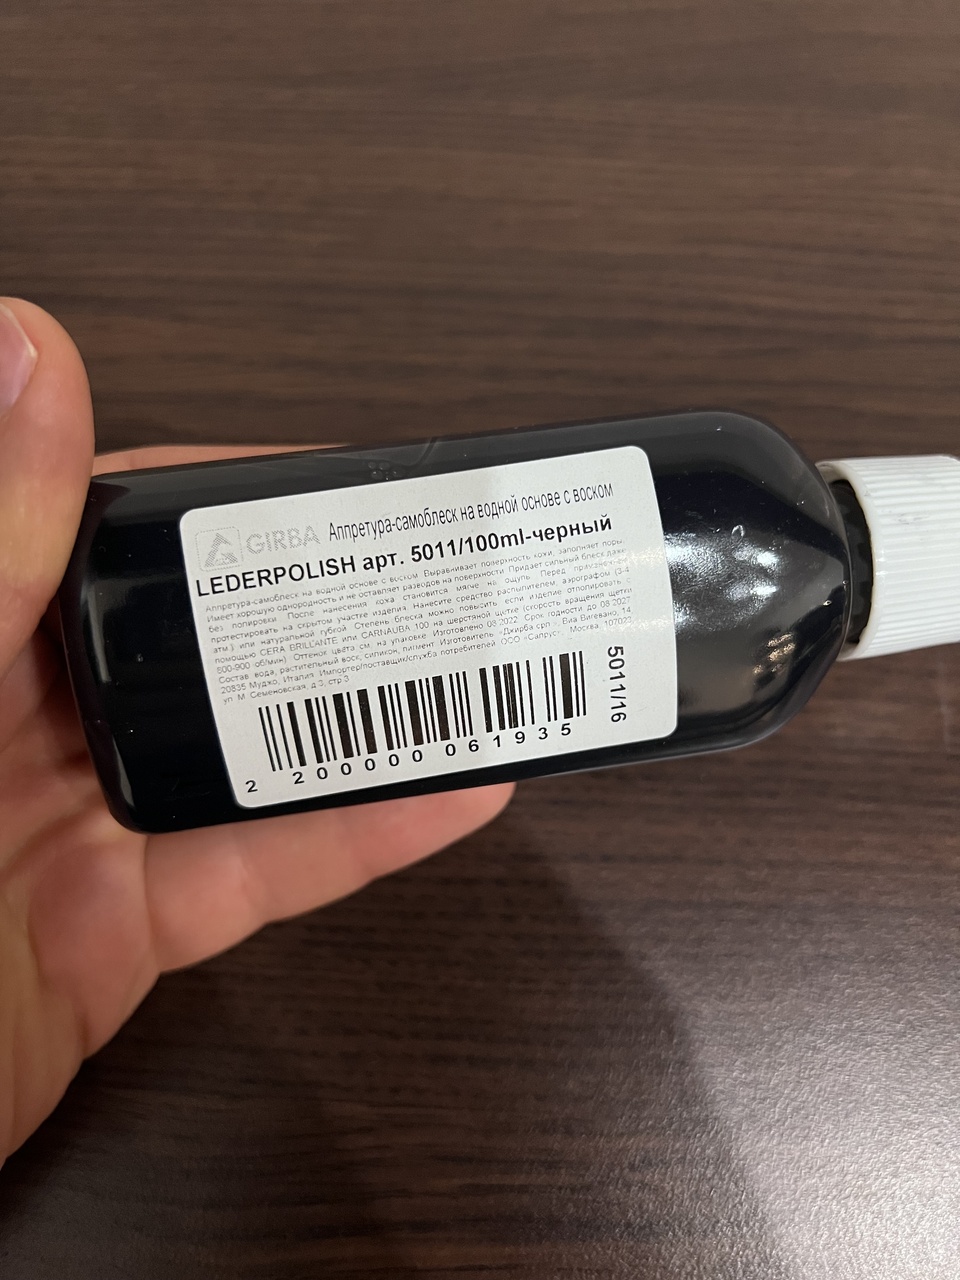 GIRBA Аппретура-самоблеск на водной основе с воском
LEDERPOLISH арт. 5011/100ml-черный
Аппретура-самоблеск на водной основе с воском Выравнивает поверхность кожи, заполняет поры.
Имеет хорошую однородность и не оставляет разводов на поверхности Придает сильный блеск даже
без полировки После нанесения кожа становится мягче на ощупь Перед
протестировать на скрытом участке изделия Нанесите средство распылителем, аэрографом (3-4
атм.) или натуральной губкой Степень блеска можно повысить если изделие отполировать с
помощью CERA BRILLANTE или CARNAUBA 100 на шерстяной щетке (скорость вращения щетки
600-900 об/мин) Оттенок цвета см. на упаковке Изготовлено 08.2022 Срок годности до 08.2027
Состав вода, растительный воск, силикон, пигмент Изготовитель «Джирба срл», Виа Виgeвано, 14,
20835 Муджо, Италия Импортер/поставщик/служба потребителей ООО «Сапрус», Москва, 107023,
ул М Семеновская, д 3, стр 3
5011/16
2 200000 061935